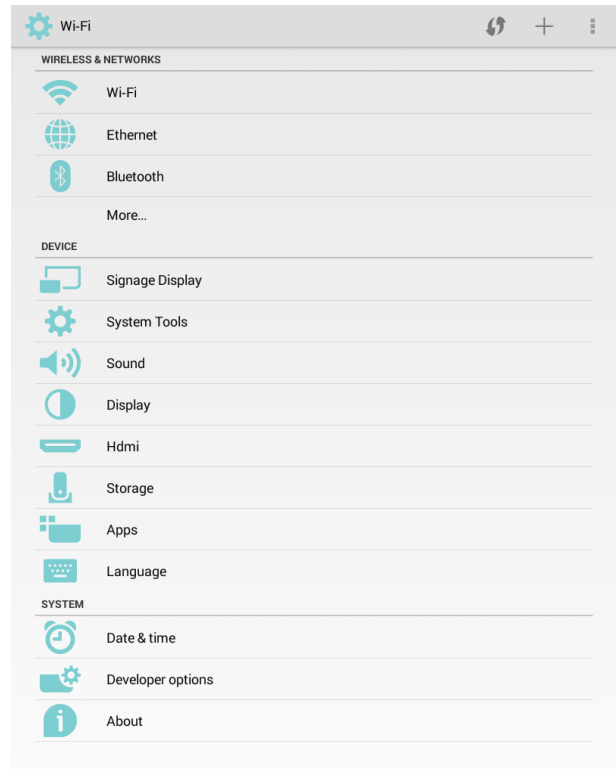 Wi-Fi
WIRELESS & NETWORKS
Wi-Fi
Ethernet
Bluetooth
More...
DEVICE
Signage Display
System Tools
Sound
Display
Hdmi
Storage
Apps
Language
SYSTEM
Date & time
Developer options
About